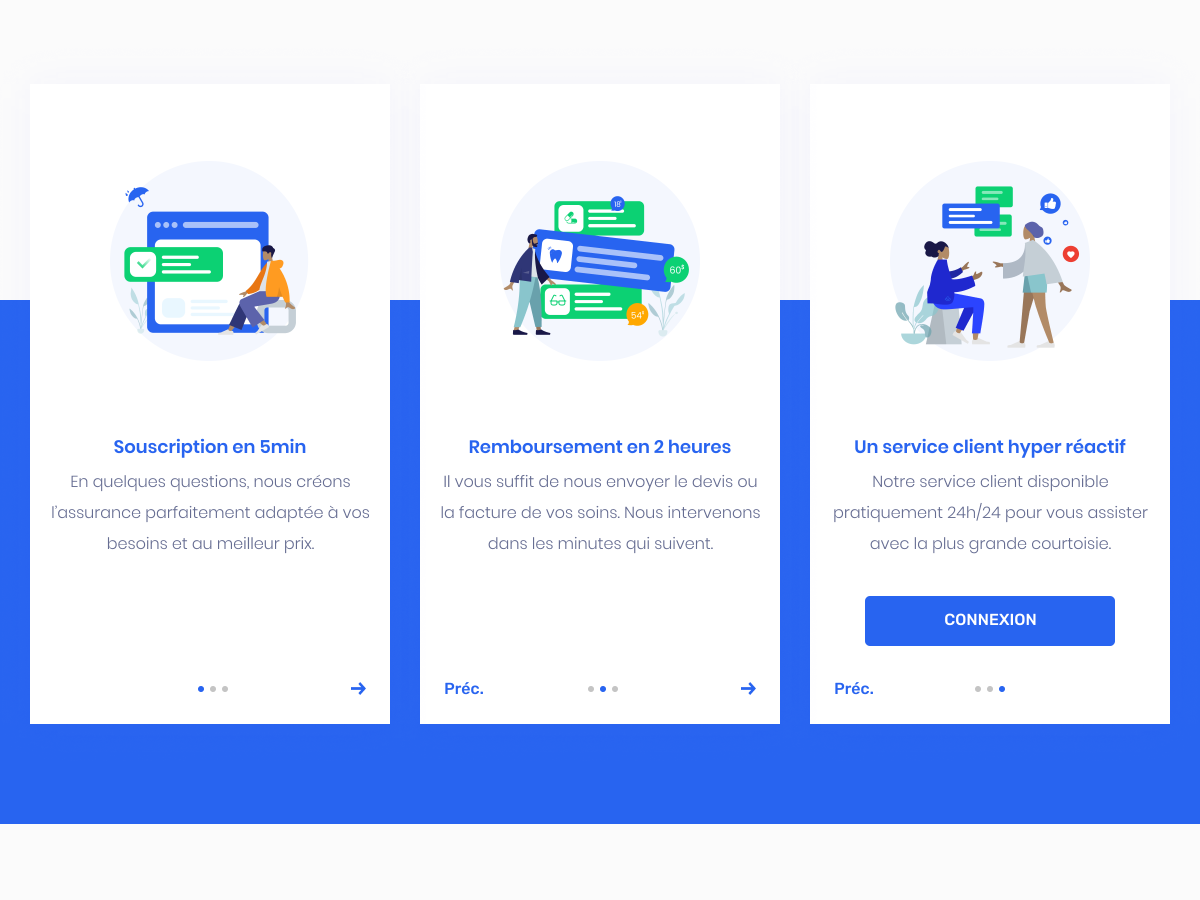 18€
60$
54€
Souscription en 5min
En quelques questions, nous créons
l'assurance parfaitement adaptée à vos
besoins et au meilleur prix.
Remboursement en 2 heures
Il vous suffit de nous envoyer le devis ou
la facture de vos soins. Nous intervenons
dans les minutes qui suivent.
Préc.
Un service client hyper réactif
Notre service client disponible
pratiquement 24h/24 pour vous assister
avec la plus grande courtoisie.
CONNEXION
Préc.